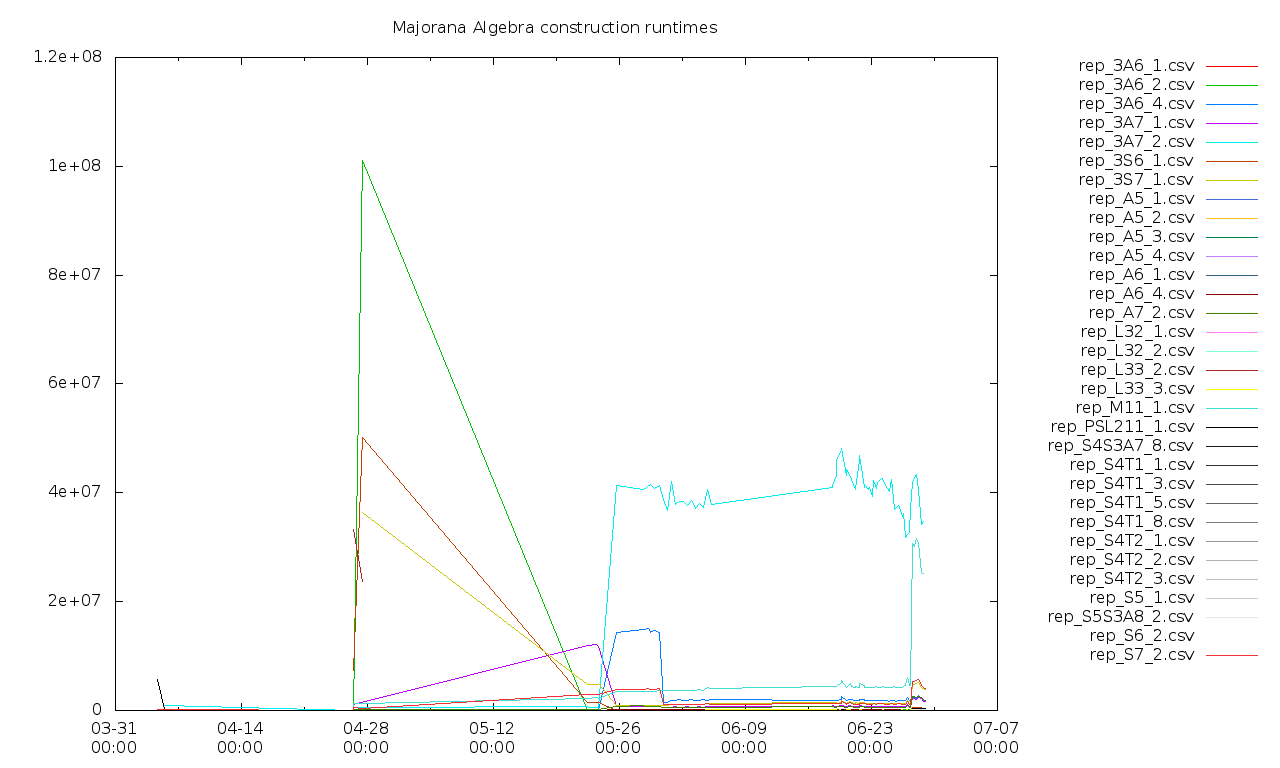 Majorana Algebra construction runtimes
1.2e+08
1e+08
8e+07
6e+07
4e+07
2e+07
0
03-31 04-14 04-28 05-12 05-26 06-09 06-23 07-07
00:00 00:00 00:00 00:00 00:00 00:00 00:00 00:00
rep_3A6_1.csv
rep_3A6_2.csv
rep_3A6_4.csv
rep_3A7_1.csv
rep_3A7_2.csv
rep_3S6_1.csv
rep_3S7_1.csv
rep_A5_1.csv
rep_A5_2.csv
rep_A5_3.csv
rep_A5_4.csv
rep_A6_1.csv
rep_A6_4.csv
rep_A7_2.csv
rep_L32_1.csv
rep_L32_2.csv
rep_L33_2.csv
rep_L33_3.csv
rep_M11_1.csv
rep_PSL211_1.csv
rep_S4S3A7_8.csv
rep_S4T1_1.csv
rep_S4T1_3.csv
rep_S4T1_5.csv
rep_S4T1_8.csv
rep_S4T2_1.csv
rep_S4T2_2.csv
rep_S4T2_3.csv
rep_S5_1.csv
rep_S5S3A8_2.csv
rep_S6_2.csv
rep_S7_2.csv